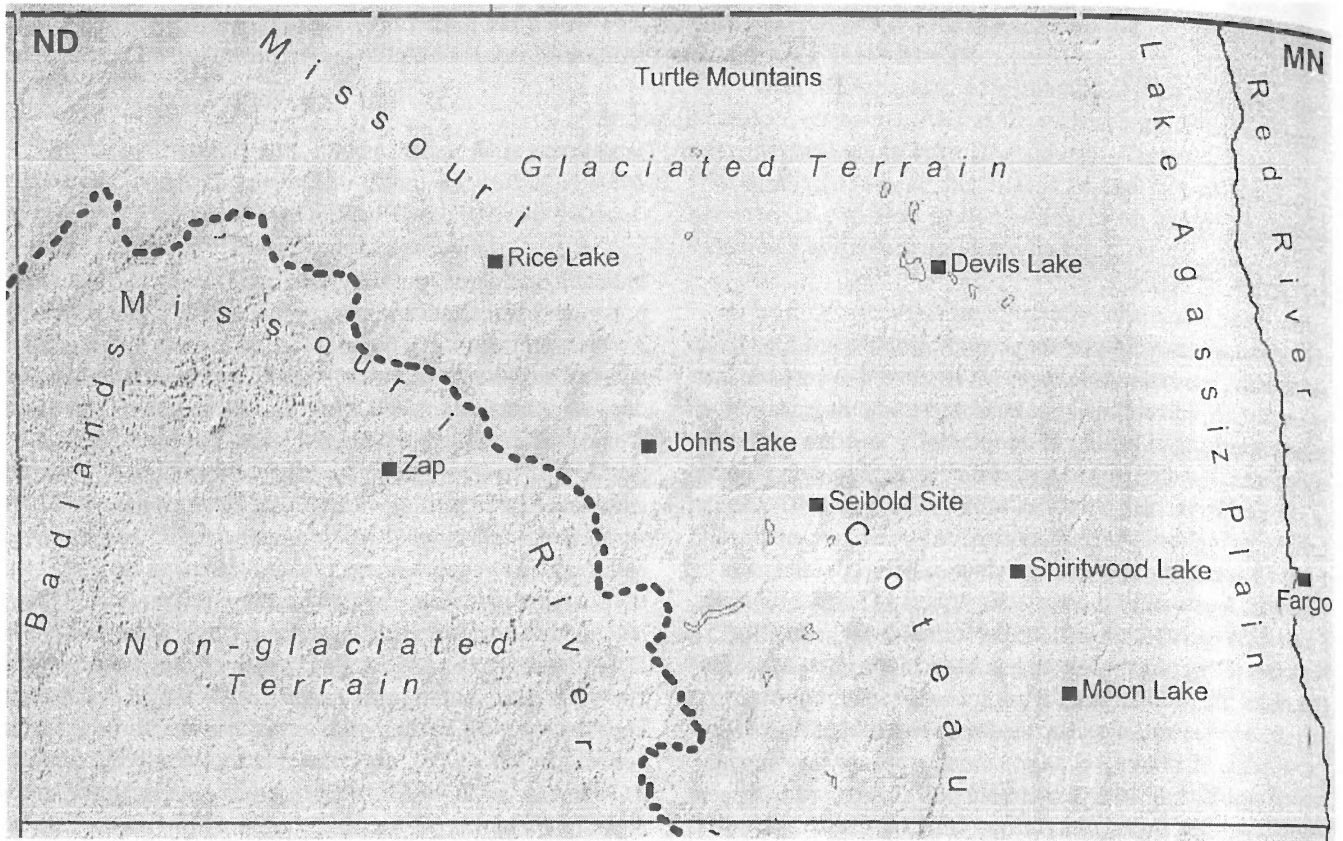 ND
MN
Turtle Mountains
Missouri
Coteau
Glaciated Terrain
Lake Agassiz Plain
Red River
Rice Lake
Devils Lake
Missouri
River
Badlands
Johns Lake
Zap
Seibold Site
Spiritwood Lake
Fargo
Non-glaciated
Terrain
Moon Lake